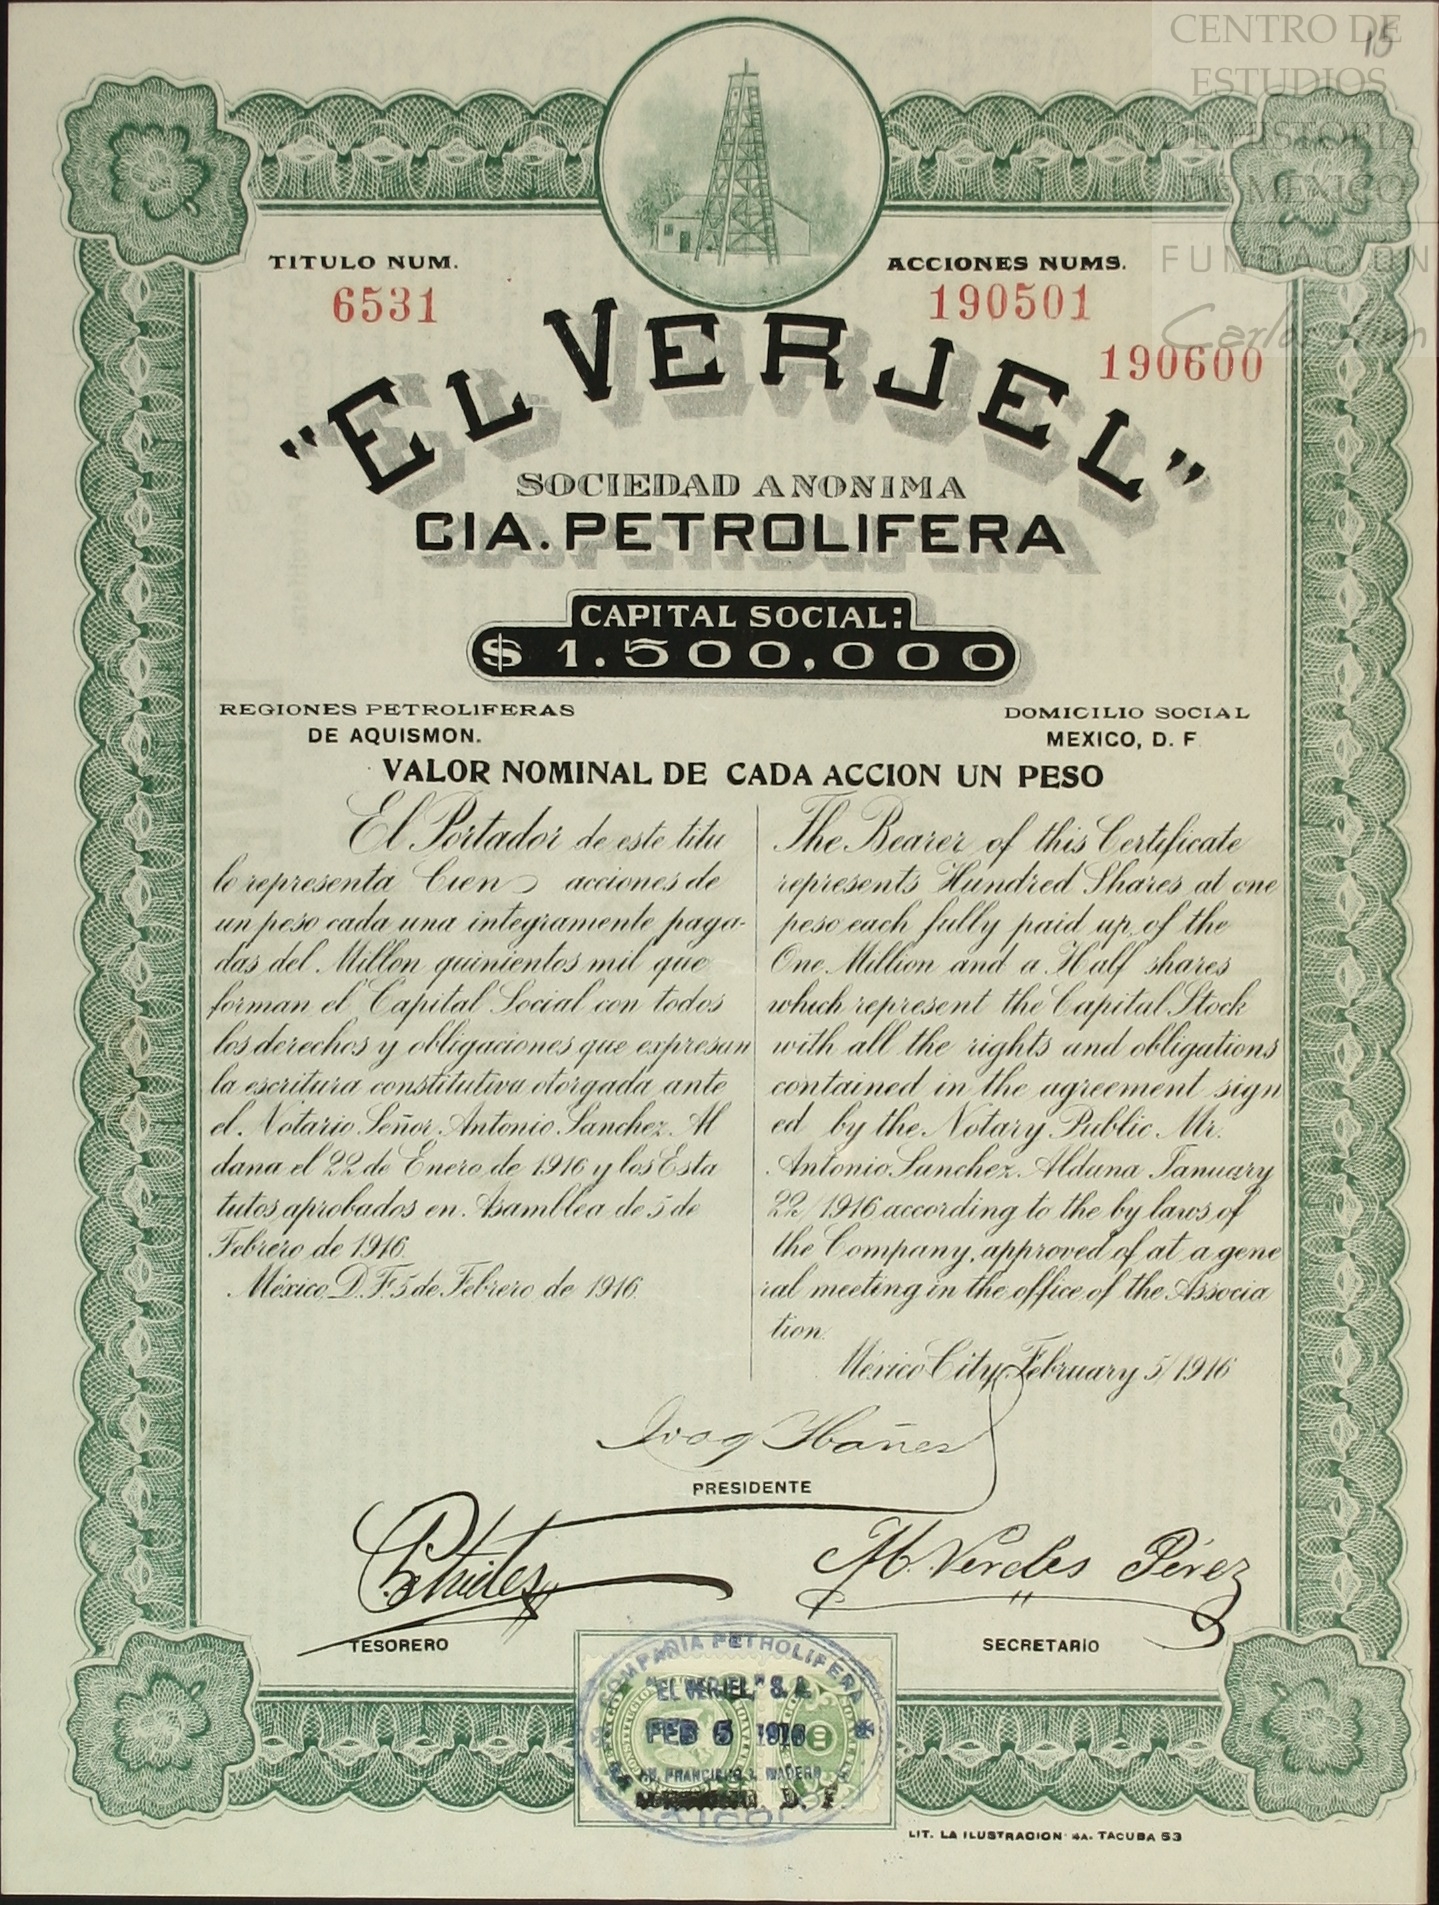 CENTRO DE
ESTUDIOS
DE HISTORIA
DE MEXICO
FUNDACION
Carlos Slim
15
TITULO NUM.
6531
ACCIONES NUMS.
190501
190600
"EL VERJEL"
SOCIEDAD ANONIMA
CIA. PETROLIFERA
CAPITAL SOCIAL:
$ 1.500,000
REGIONES PETROLIFERAS
DE AQUISMON.
DOMICILIO SOCIAL
MEXICO, D. F
VALOR NOMINAL DE CADA ACCION UN PESO
El Portador de este titu
lo representa Cien acciones de
un peso cada una integramente paga-
das del Millon quinientos mil que
forman el Capital Social con todos
los derechos y obligaciones que expresan
la escritura constitutiva otorgada ante
el Notario Señor Antonio Sanchez Al
dana el 22 de Enero de 1916 y los Esta
tutos aprobados en Asamblea de 5 de
Febrero de 1916.
México D. F. 5 de Febrero de 1916.
The Bearer of this Certificate
represents Hundred Shares at one
peso each fully paid up, of the
One Million and a Half shares
which represent the Capital Stock
with all the rights and obligations
contained in the agreement sign
ed by the Notary Public Mr.
Antonio Sanchez Aldana January
22/1916 according to the by laws of
the Company, approved of at a gene
ral meeting in the office of the Associa
tion.
México City February 5/1916
Ibañez
PRESIDENTE
M. Verdes Pérez
TESORERO
SECRETARIO
COMPAÑIA PETROLIFERA
"EL VERJEL" S. A.
FEB 5 1916
AV. FRANCISCO I. MADERO
D. F.
LIT. LA ILUSTRACION 4A. TACUBA 53